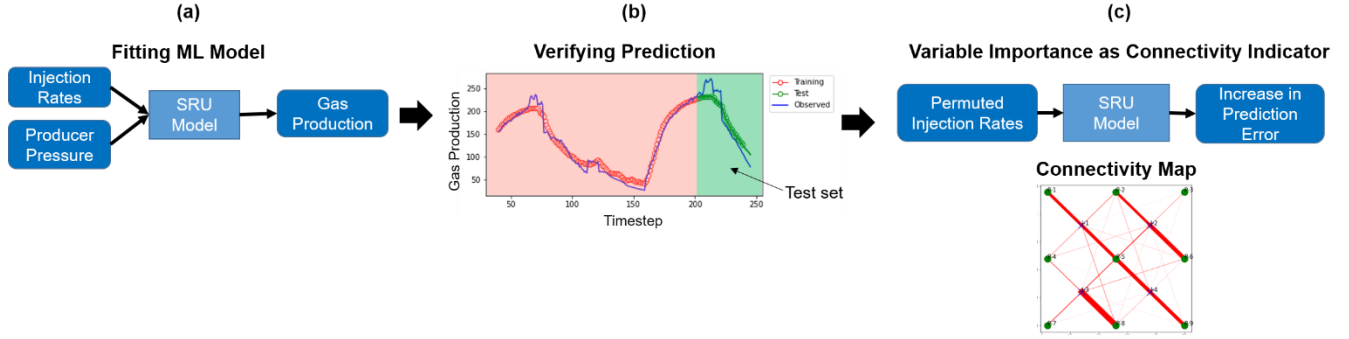 (a)
(b)
(c)
Fitting ML Model
Verifying Prediction
Variable Importance as Connectivity Indicator
Injection
Rates
Producer
Pressure
SRU
Model
Gas
Production
Gas Production
250
200
150
100
50
50
100
150
200
250
Timestep
Training
Test
Observed
Test set
Permuted
Injection Rates
SRU
Model
Increase in
Prediction
Error
Connectivity Map